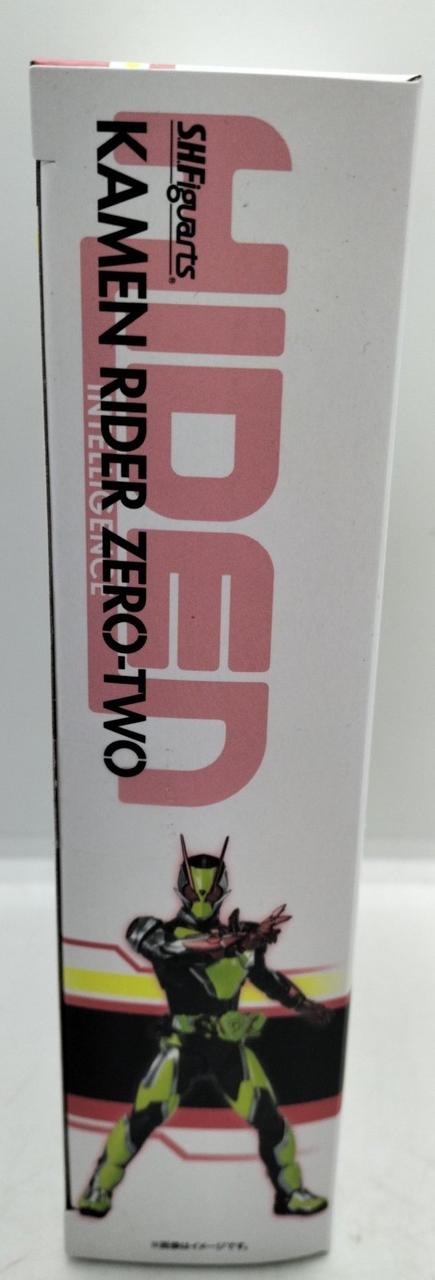 S.H.Figuarts®
KAMEN RIDER ZERO-TWO
HIDEN
INTELLIGENCE
※画像はイメージです。